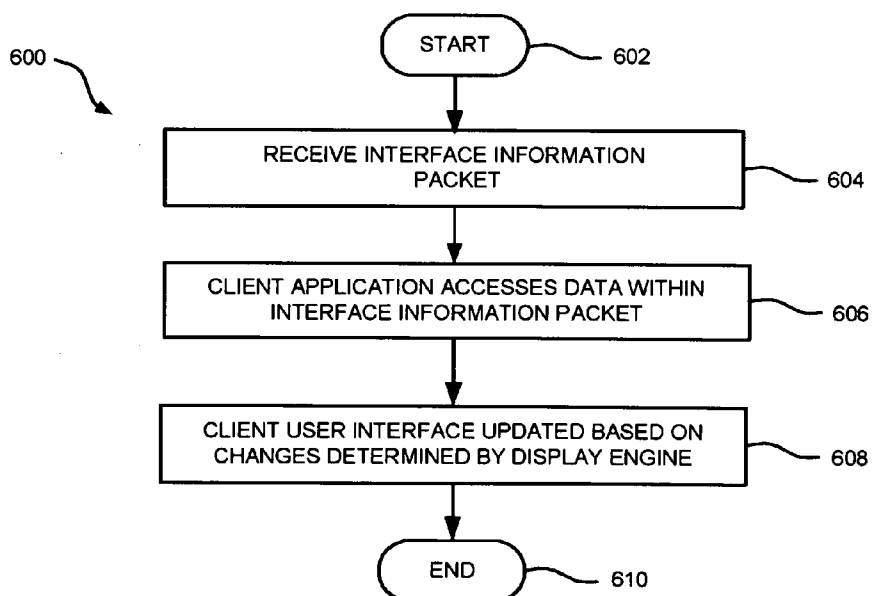 START
602
600
RECEIVE INTERFACE INFORMATION
PACKET
604
CLIENT APPLICATION ACCESSES DATA WITHIN
INTERFACE INFORMATION PACKET
606
CLIENT USER INTERFACE UPDATED BASED ON
CHANGES DETERMINED BY DISPLAY ENGINE
608
END
610